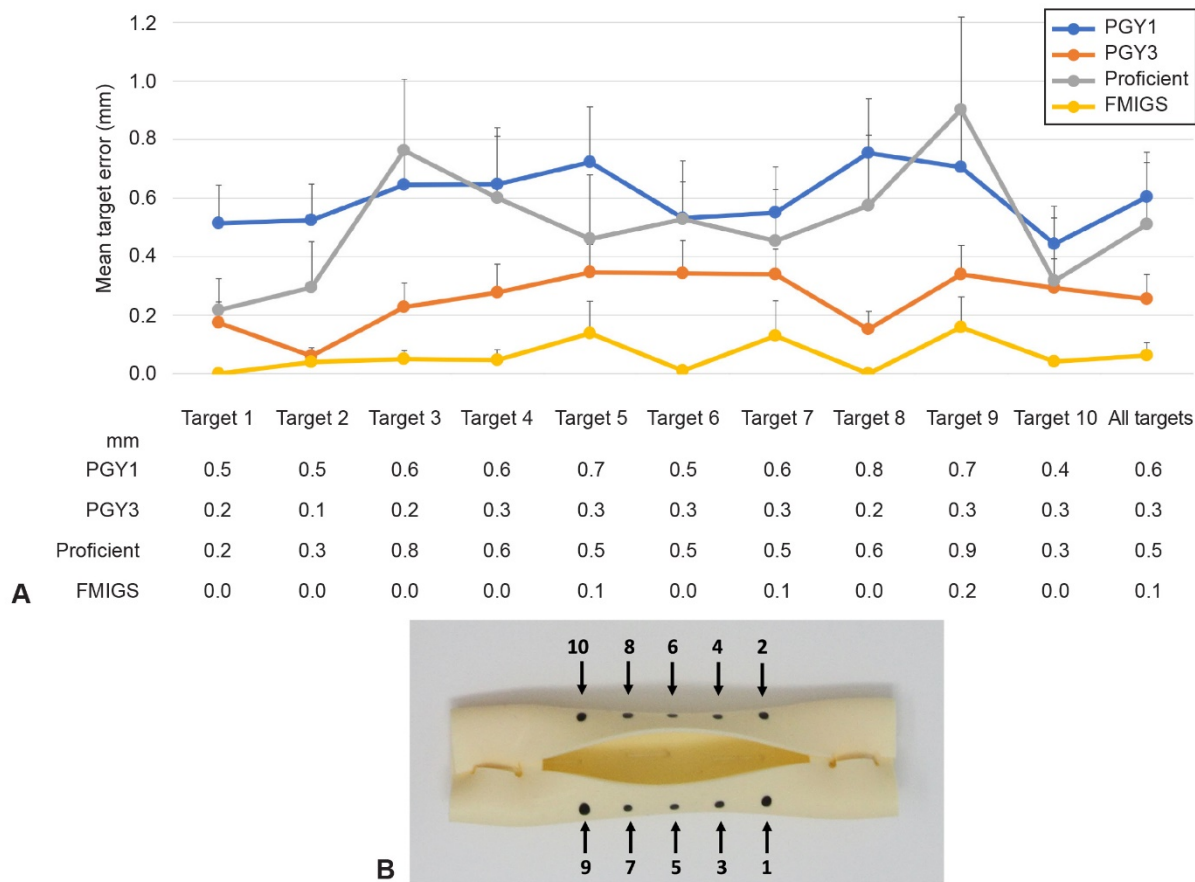 1.2
1.0
0.8
0.6
0.4
0.2
0.0
Mean target error (mm)
PGY1
PGY3
Proficient
FMIGS
Target 1 Target 2 Target 3 Target 4 Target 5 Target 6 Target 7 Target 8 Target 9 Target 10 All targets
mm
PGY1 0.5 0.5 0.6 0.6 0.7 0.5 0.6 0.8 0.7 0.4 0.6
PGY3 0.2 0.1 0.2 0.3 0.3 0.3 0.3 0.2 0.3 0.3 0.3
Proficient 0.2 0.3 0.8 0.6 0.5 0.5 0.5 0.6 0.9 0.3 0.5
A FMIGS 0.0 0.0 0.0 0.0 0.1 0.0 0.1 0.0 0.2 0.0 0.1
10 8 6 4 2
B 9 7 5 3 1